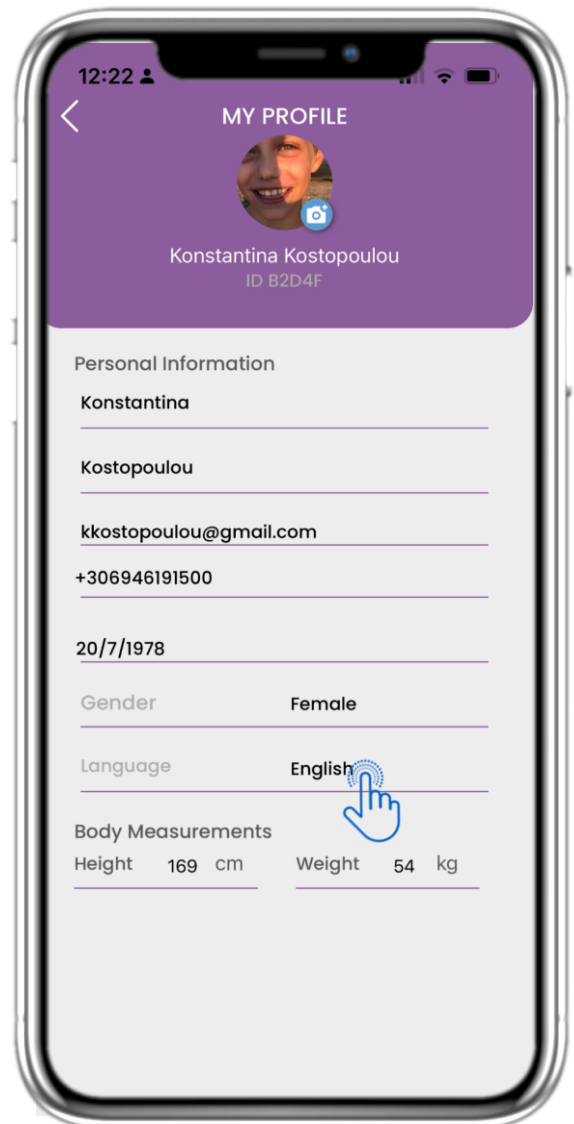 12:22
MY PROFILE
Konstantina Kostopoulou
ID B2D4F
Personal Information
Konstantina
Kostopoulou
kkostopoulou@gmail.com
+306946191500
20/7/1978
Gender Female
Language English
Body Measurements
Height 169 cm Weight 54 kg